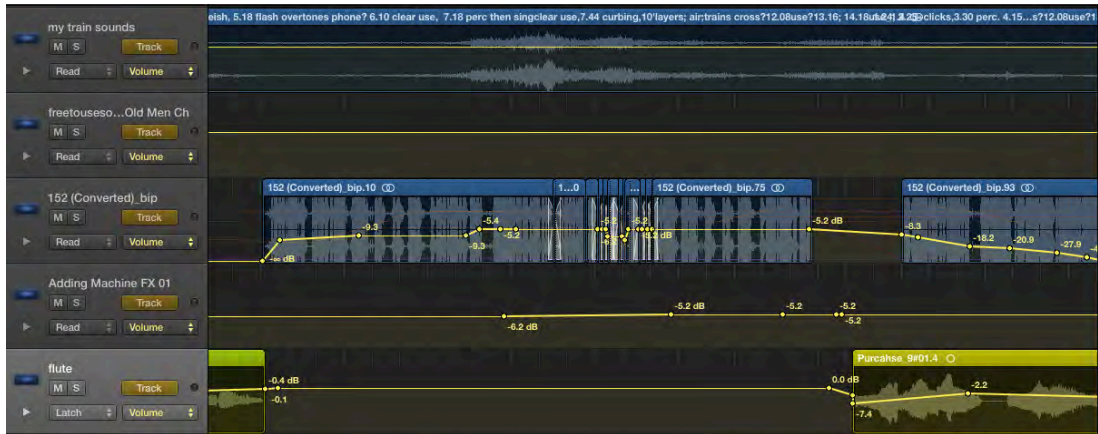 eish, 5.18 flash overtones phone? 6.10 clear use, 7.18 perc then singclear use,7.44 curbing,10'layers; air;trains cross?12.08use?13.16; 14.18 clicks,3.30 perc. 4.15…s?12.08use?1
my train sounds
M S Track
Read Volume
freetouseso…Old Men Ch
M S Track
Read Volume
152 (Converted)_bip.10 1…0 ... 152 (Converted)_bip.75 152 (Converted)_bip.93
152 (Converted)_bip
M S Track
Read Volume
-∞ dB -9.3 -9.3 -5.4 -5.2 -5.2 -5.2 -5.2 dB -5.2 dB -8.3 -18.2 -20.9 -27.9
Adding Machine FX 01
M S Track
Read Volume
-6.2 dB -5.2 dB -5.2 -5.2 -5.2
flute
M S Track
Latch Volume
Purcahse_9#01.4
-0.4 dB -0.1 0.0 dB -7.4 -2.2